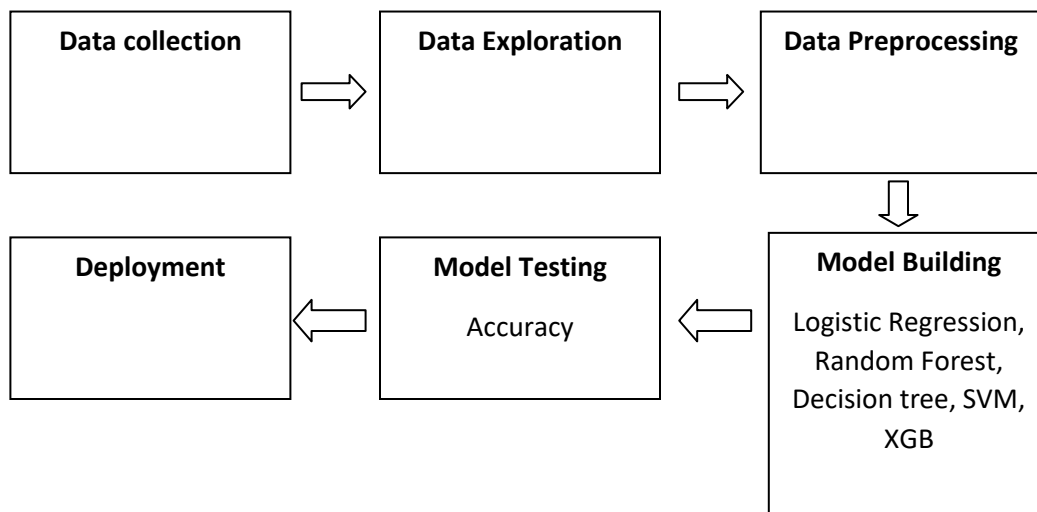 Data collection
Data Exploration
Data Preprocessing
Model Building
Logistic Regression,
Random Forest,
Decision tree, SVM,
XGB
Model Testing
Accuracy
Deployment